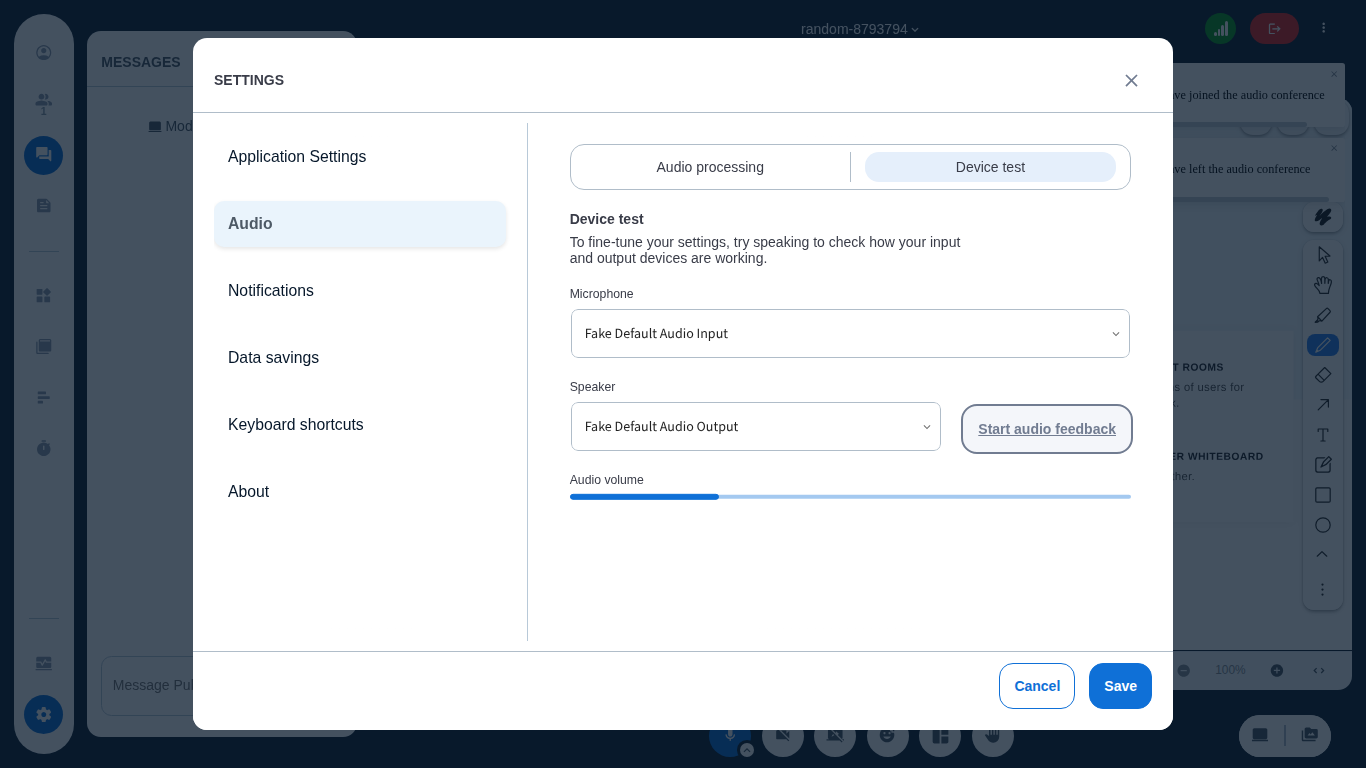 random-8793794
MESSAGES
1
Mod
Message Pul
SETTINGS
Application Settings
Audio
Notifications
Data savings
Keyboard shortcuts
About
Audio processing
Device test
Device test
To fine-tune your settings, try speaking to check how your input
and output devices are working.
Microphone
Fake Default Audio Input
Speaker
Fake Default Audio Output
Start audio feedback
Audio volume
Cancel
Save
ve joined the audio conference
ve left the audio conference
T ROOMS
s of users for
ER WHITEBOARD
her.
100%